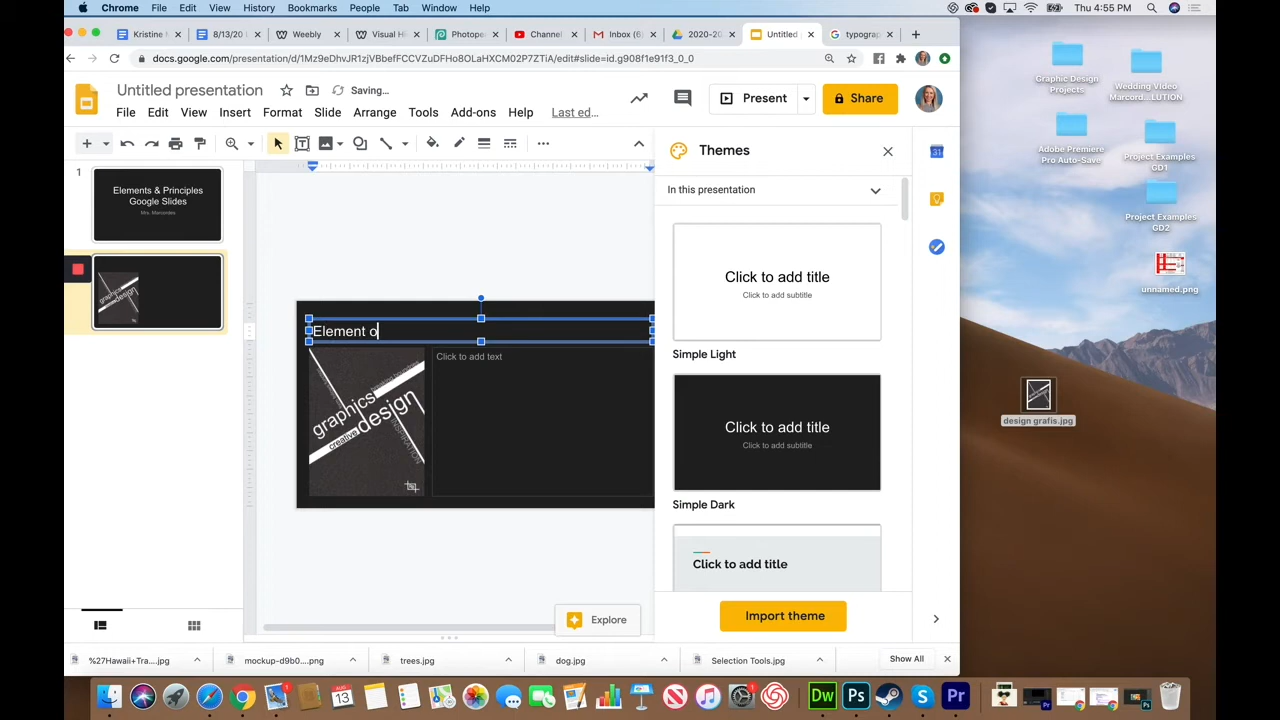 Chrome File Edit View History Bookmarks People Tab Window Help
Thu 4:55 PM
Kristine M
8/13/20
Weebly
Visual Hi
Photopea
Channel
Inbox (6
2020-20
Untitled
typograp
docs.google.com/presentation/d/1Mz9eDhvJR1zjVBbefFCCVZuDFHo8OLaHXCM02P7ZTiA/edit#slide=id.g908f1e91f3_0_0
Untitled presentation
Saving...
Present
Share
File Edit View Insert Format Slide Arrange Tools Add-ons Help Last ed...
Themes
In this presentation
1
Elements & Principles
Google Slides
Mrs. Marcordes
Click to add title
Click to add subtitle
Simple Light
Element o
Click to add text
graphics
creative design
Click to add title
Click to add subtitle
Simple Dark
Click to add title
Import theme
Explore
Graphic Design
Projects
Wedding Video
Marcord...LUTION
Adobe Premiere
Pro Auto-Save
Project Examples
GD1
Project Examples
GD2
unnamed.png
design grafis.jpg
%27Hawaii+Tra....jpg
mockup-d9b0....png
trees.jpg
dog.jpg
Selection Tools.jpg
Show All
AUG
13
Dw
Ps
Pr